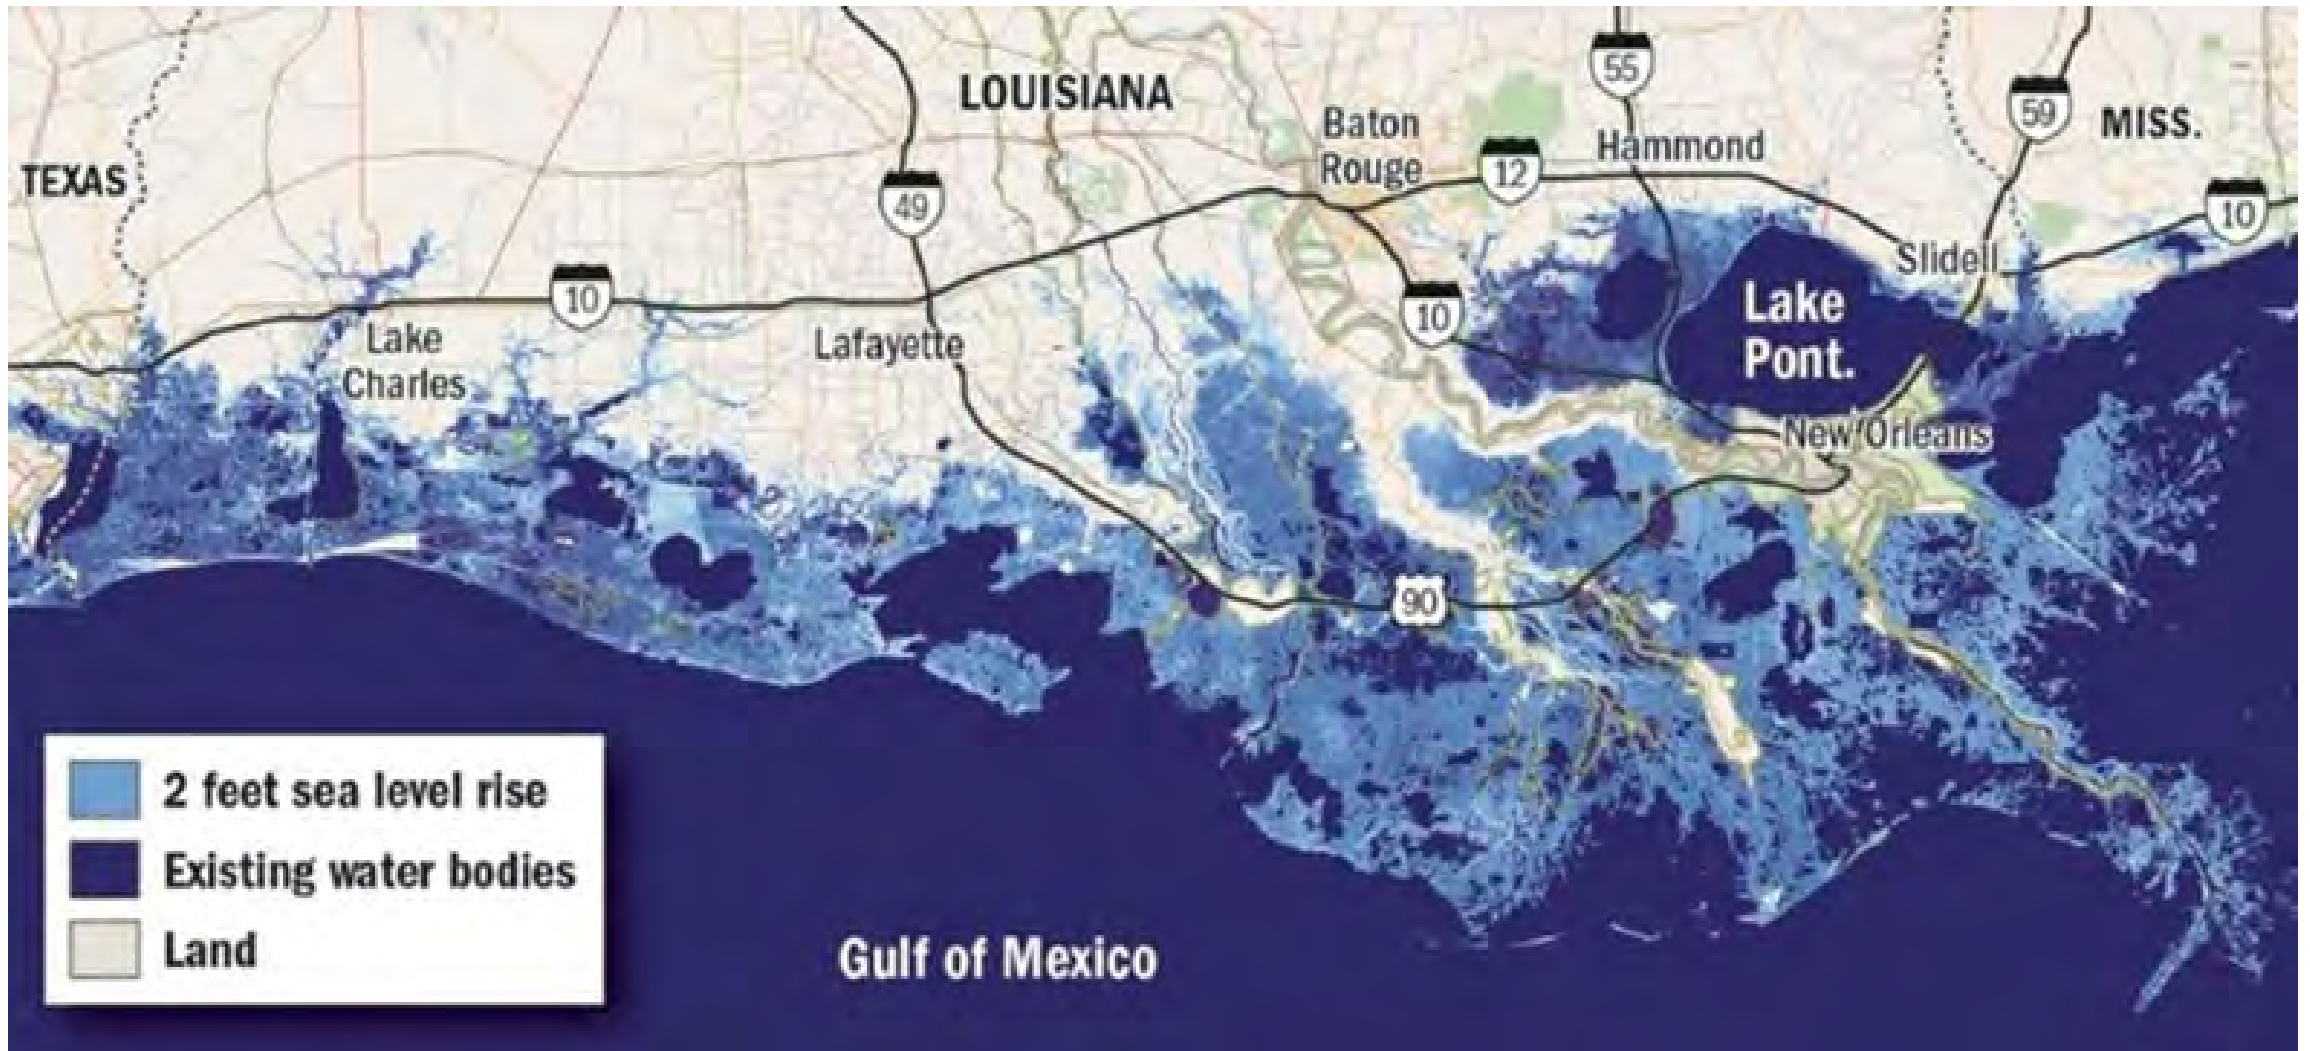 LOUISIANA
TEXAS
MISS.
Baton
Rouge
Hammond
55
59
12
49
10
10
10
Slidell
Lake
Charles
Lafayette
Lake
Pont.
New Orleans
90
2 feet sea level rise
Existing water bodies
Land
Gulf of Mexico